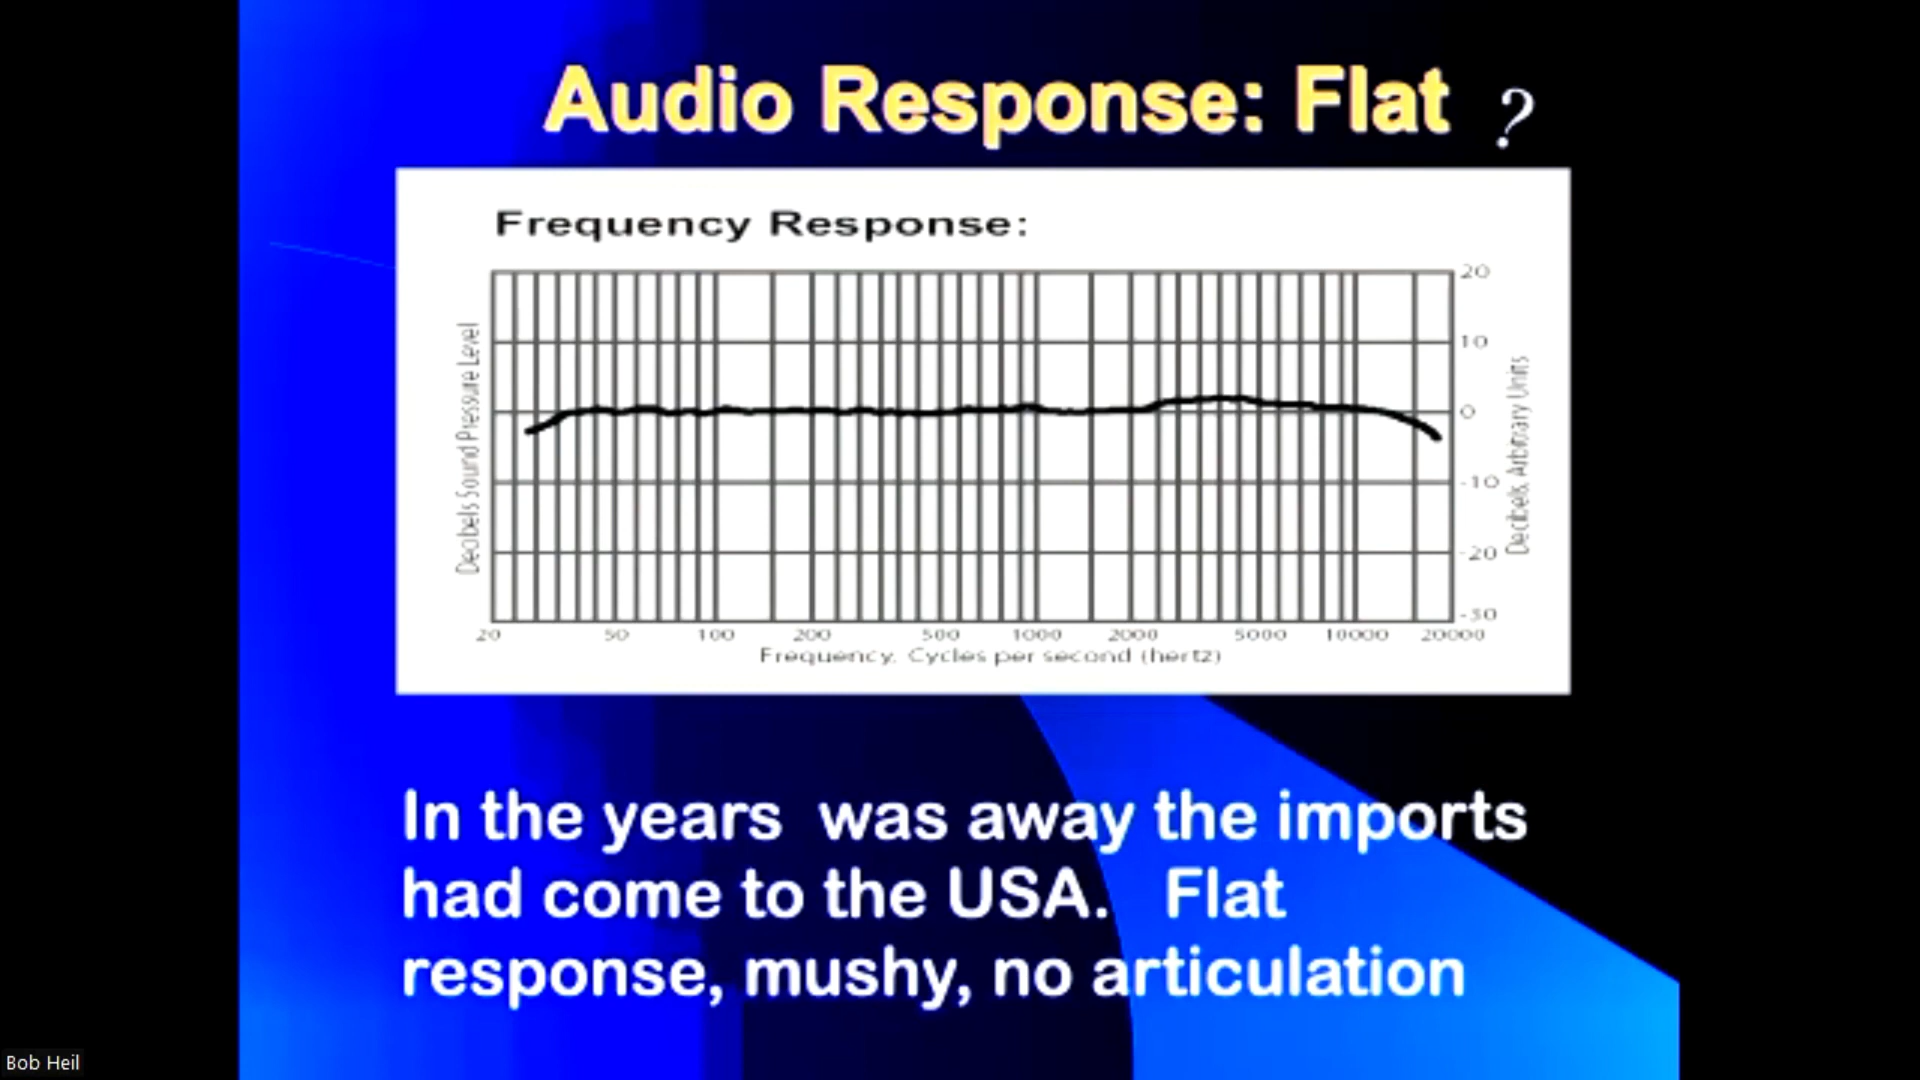 Audio Response: Flat ?
Frequency Response:
Decibels Sound Pressure Level
20
10
0
-10
-20
-30
Decibels, Arbitrary Units
20 50 100 200 500 1000 2000 5000 10000 20000
Frequency, Cycles per second (hertz)
In the years was away the imports
had come to the USA. Flat
response, mushy, no articulation
Bob Heil